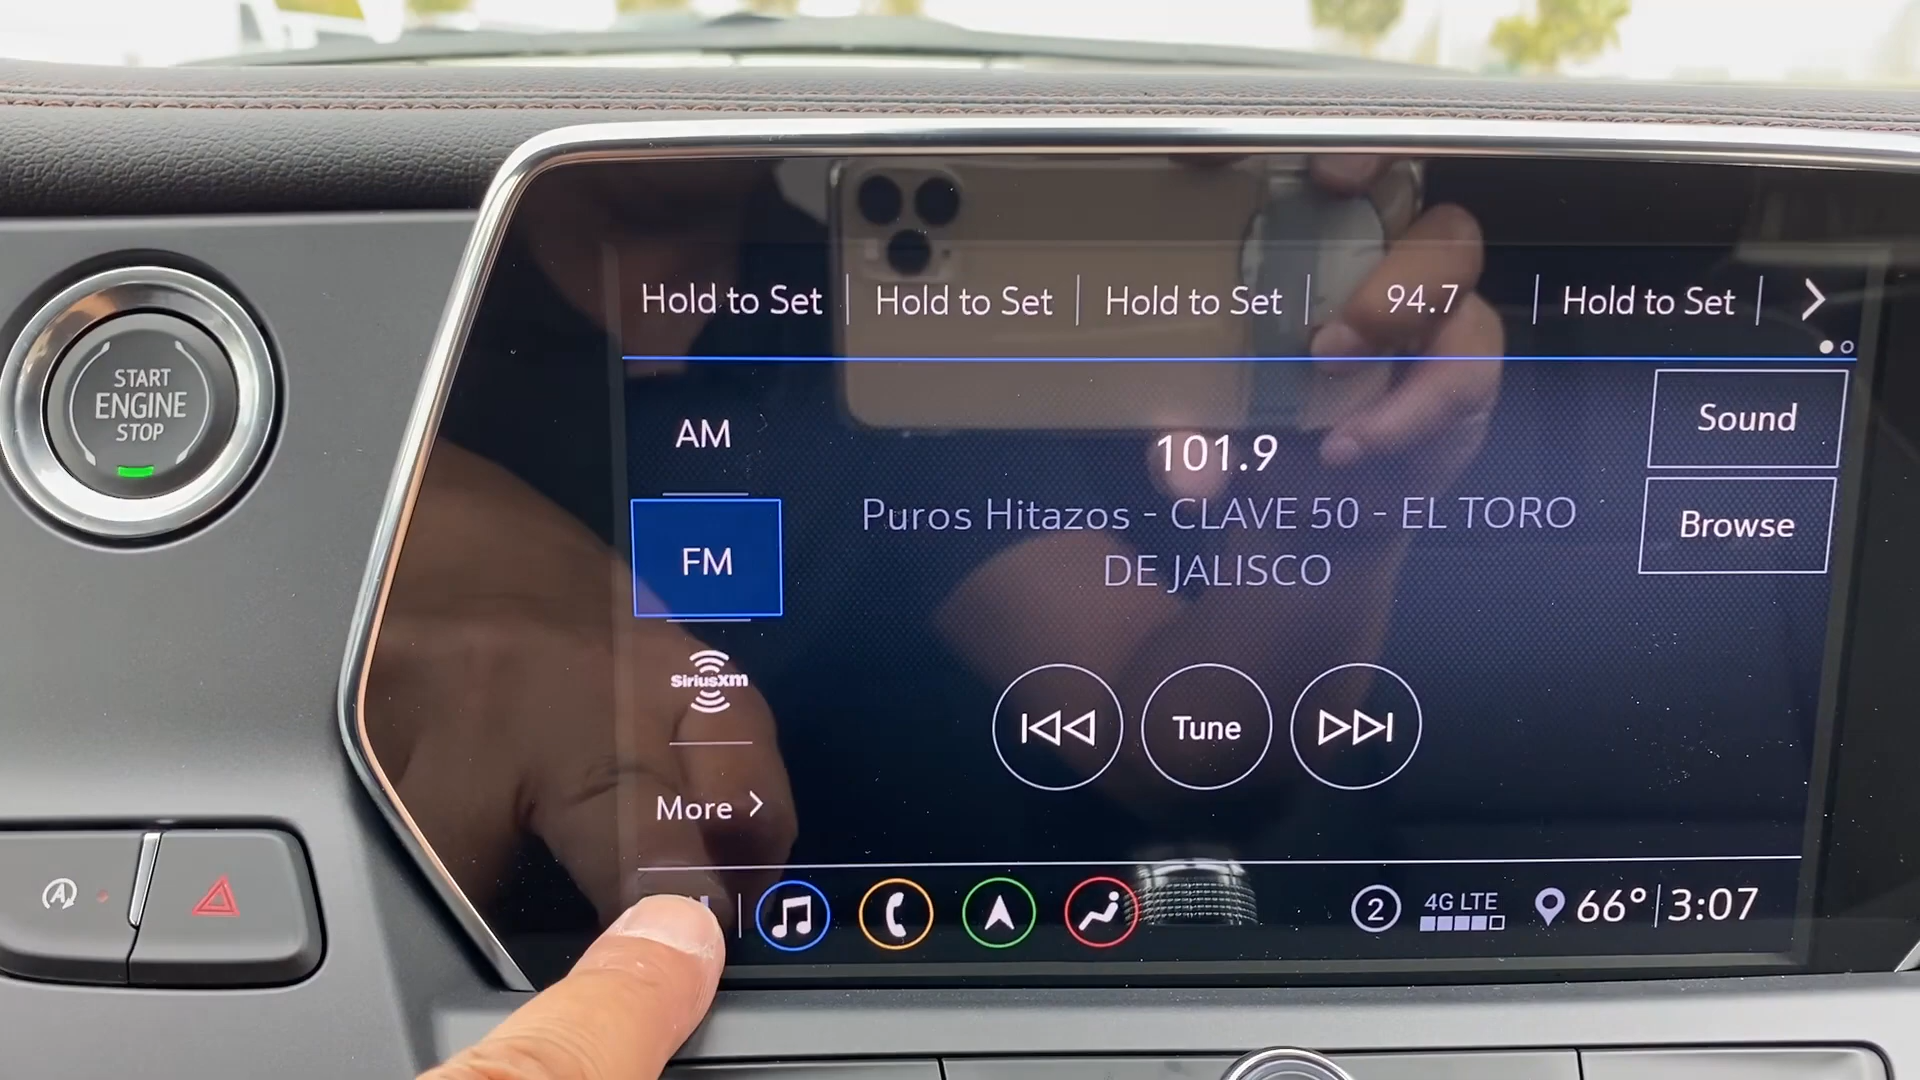 Hold to Set
Hold to Set
Hold to Set
94.7
Hold to Set
START
ENGINE
STOP
AM
FM
SiriusXm
More
101.9
Puros Hitazos - CLAVE 50 - EL TORO
DE JALISCO
Sound
Browse
Tune
A
2
4G LTE
66°
3:07